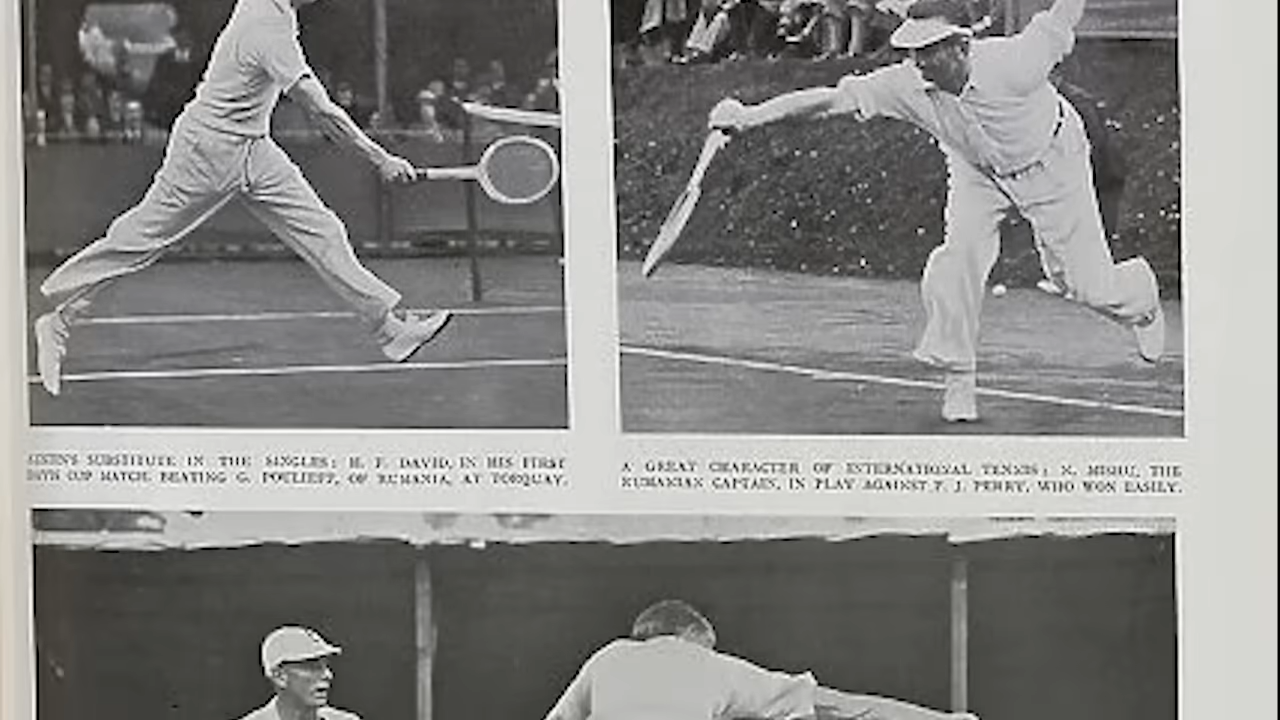 SUBSTITUTE IN THE SINGLES: H. F. DAVID, IN HIS FIRST
CUP MATCH, BEATING G. POULIEFF, OF RUMANIA, AT TORQUAY.
A GREAT CHARACTER OF INTERNATIONAL TENNIS: N. MISHU, THE
RUMANIAN CAPTAIN, IN PLAY AGAINST F. J. PERRY, WHO WON EASILY.